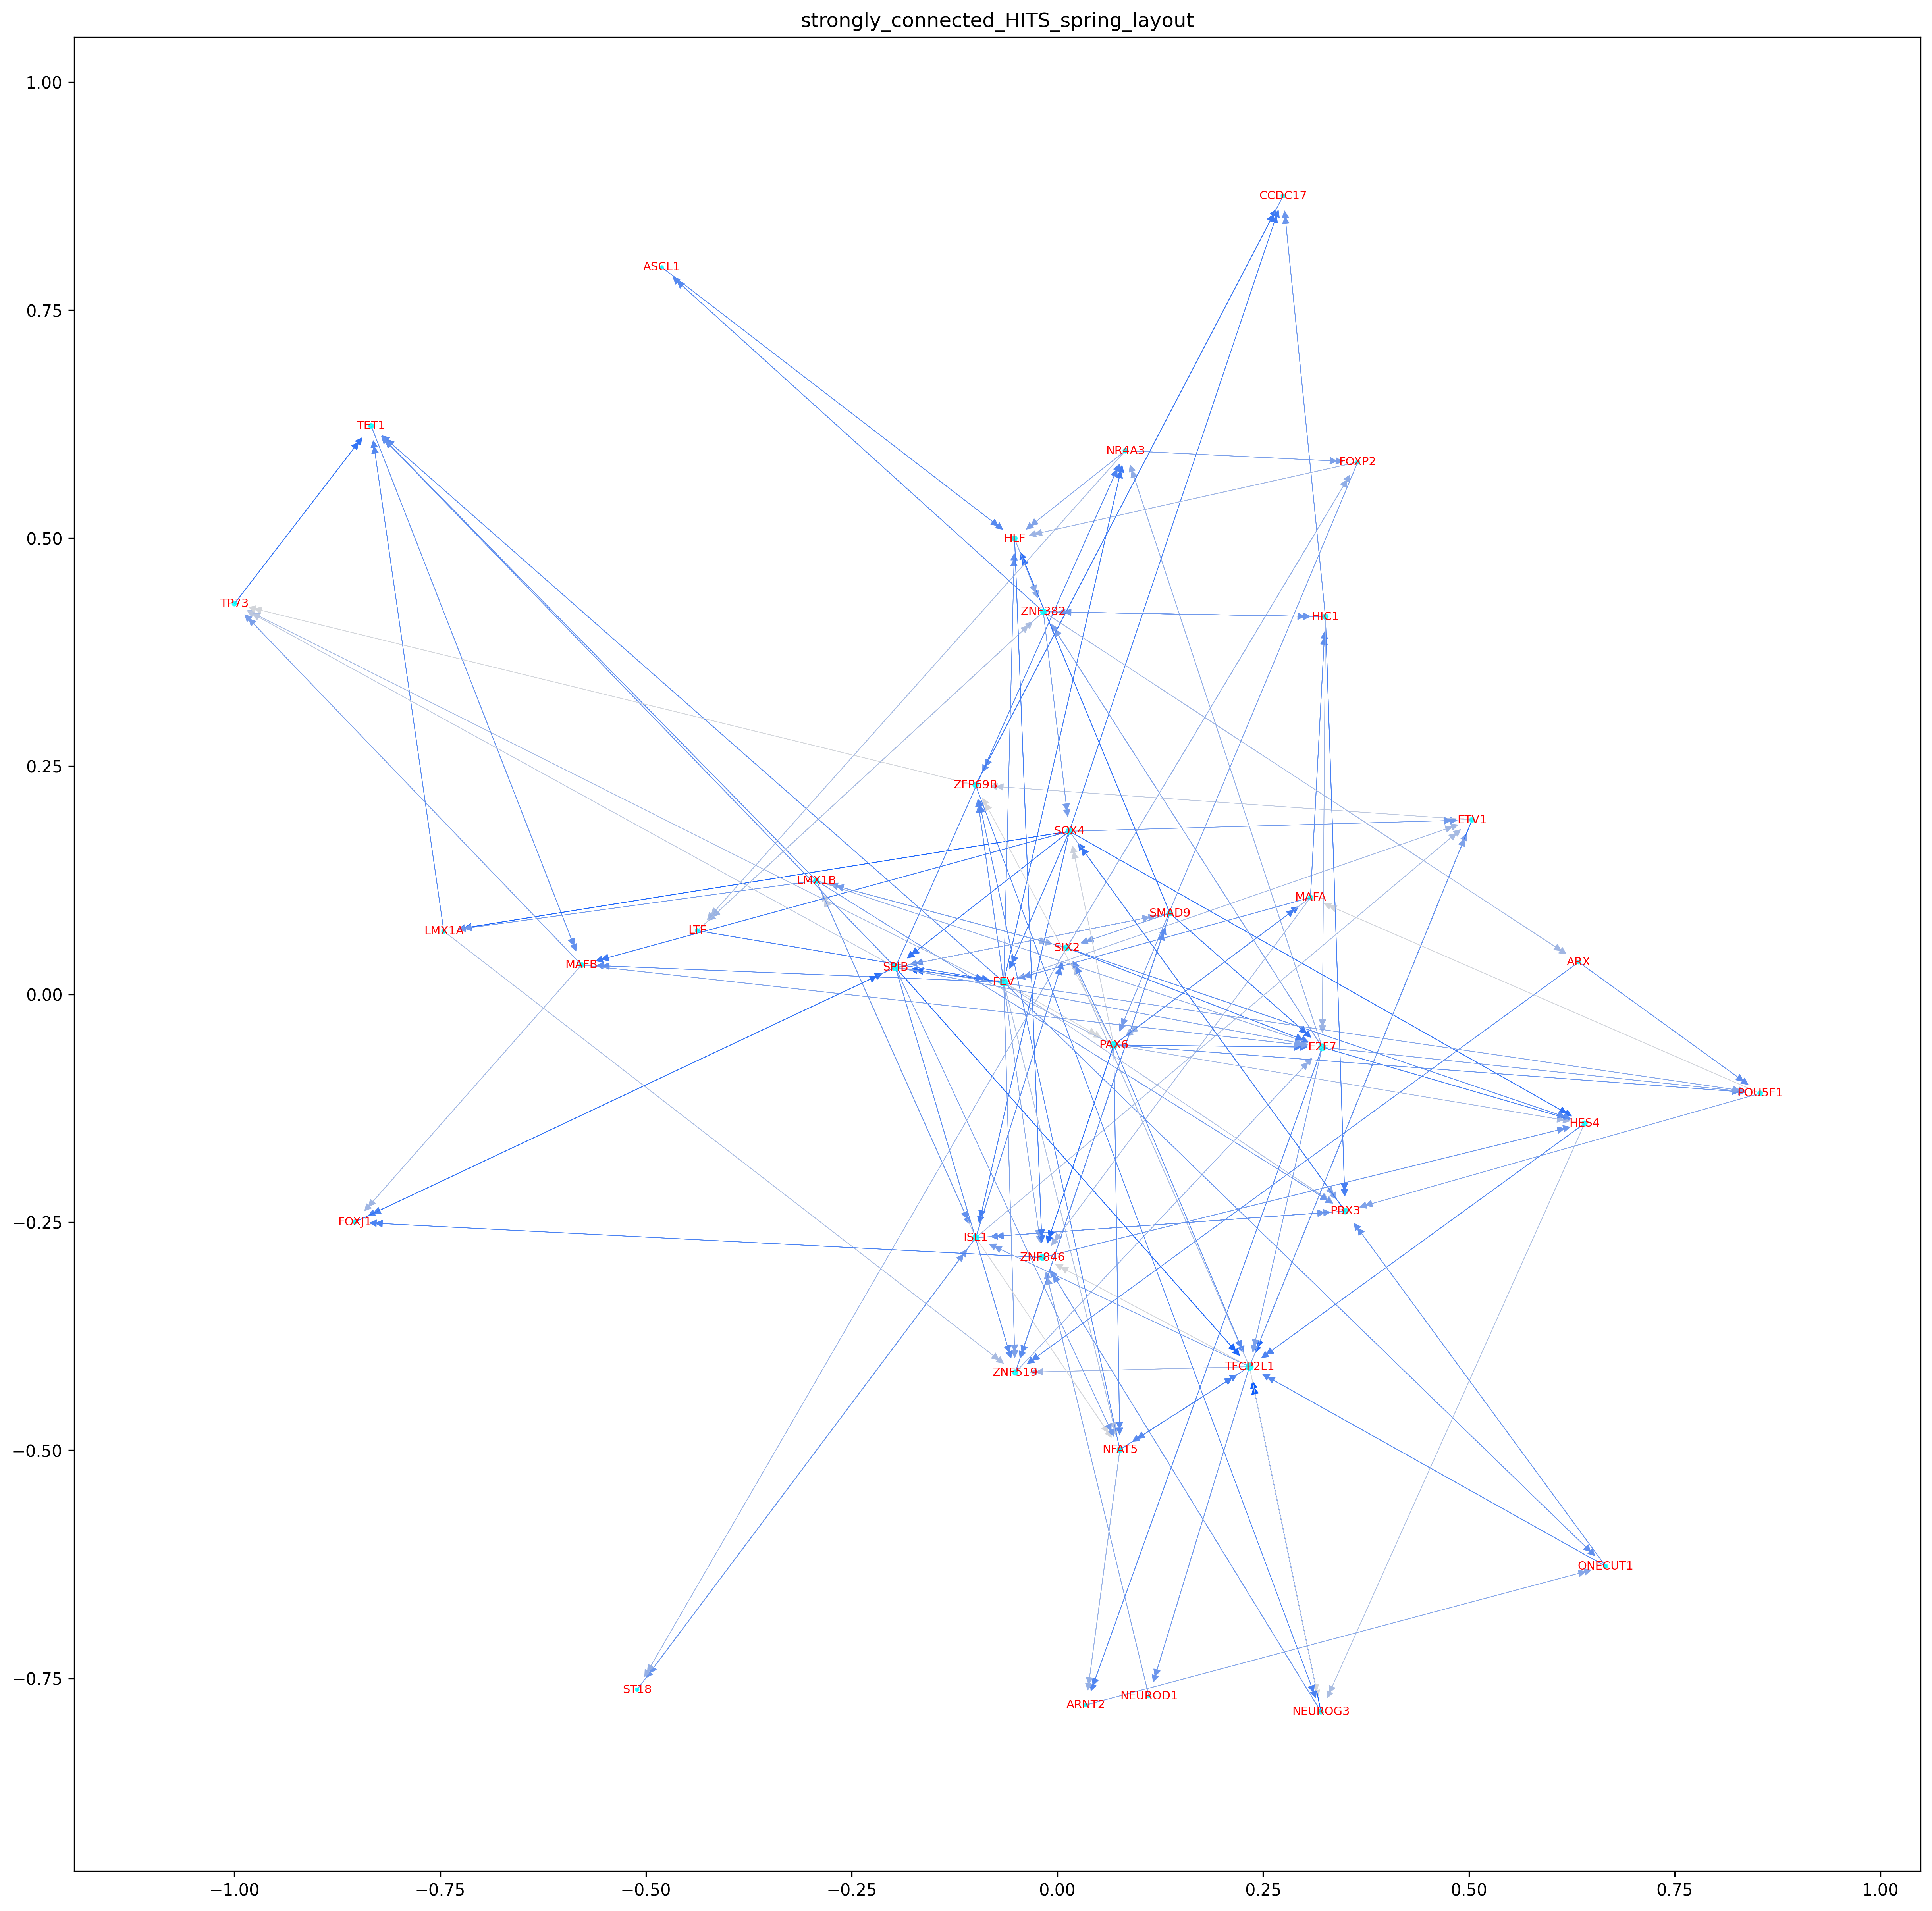 strongly_connected_HITS_spring_layout
1.00
CCDC17
ASCL1
0.75
TET1
NR4A3
FOXP2
0.50
HLF
TP73
ZNF382
HIC1
0.25
ZFP69B
SOX4
ETV1
LMX1B
MAFA
SMAD9
LMX1A
LTF
SIX2
MAFB
SPIB
ARX
FEV
0.00
PAX6
E2F7
POU5F1
HES4
PBX3
−0.25
FOXJ1
ISL1
ZNF846
TFCP2L1
ZNF519
NFAT5
−0.50
ONECUT1
−0.75
ST18
NEUROD1
ARNT2
NEUROG3
−1.00
−0.75
−0.50
−0.25
0.00
0.25
0.50
0.75
1.00